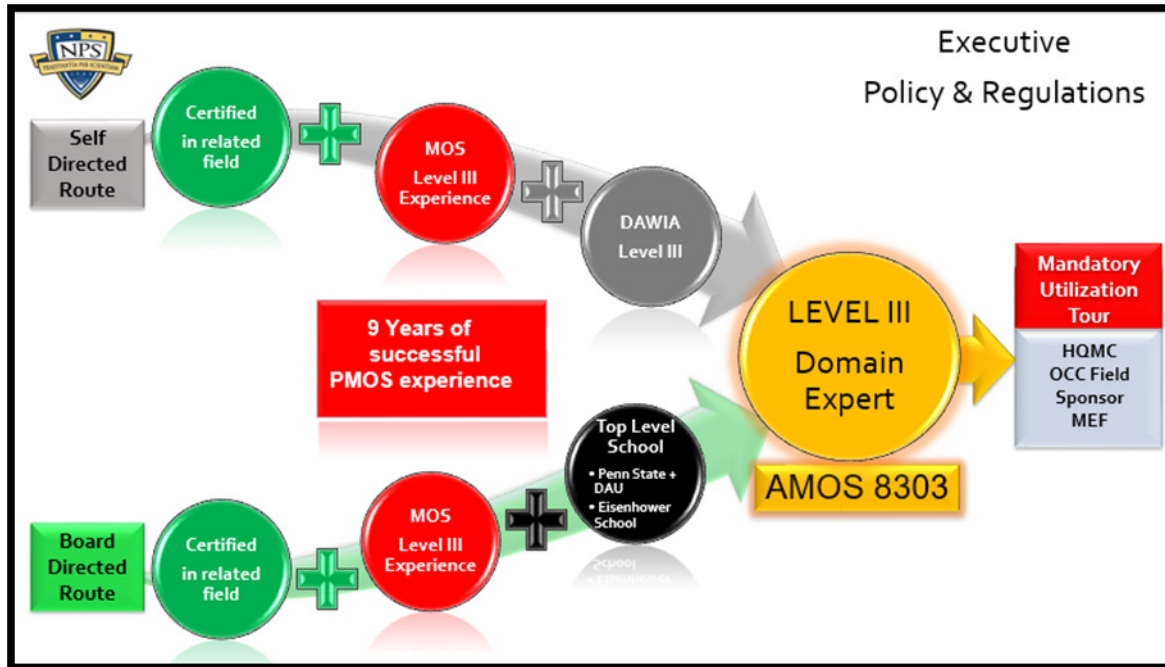 Executive
Policy & Regulations
NPS
PRAESTANTIA PER SCIENTIAM
Self
Directed
Route
Certified
in related
field
MOS
Level III
Experience
DAWIA
Level III
9 Years of
successful
PMOS experience
LEVEL III
Domain
Expert
AMOS 8303
Mandatory
Utilization
Tour
HQMC
OCC Field
Sponsor
MEF
Board
Directed
Route
Certified
in related
field
MOS
Level III
Experience
Top Level
School
• Penn State +
DAU
• Eisenhower
School